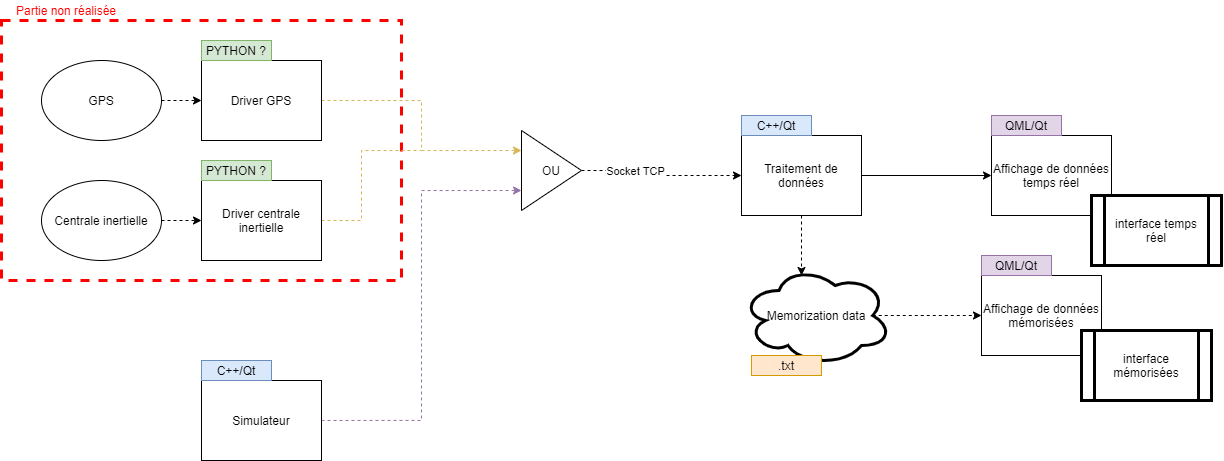 Partie non réalisée
PYTHON ?
GPS
Driver GPS
PYTHON ?
Centrale inertielle
Driver centrale
inertielle
C++/Qt
Simulateur
OU
Socket TCP
C++/Qt
Traitement de
données
QML/Qt
Affichage de données
temps réel
interface temps
réel
Memorization data
.txt
QML/Qt
Affichage de données
mémorisées
interface
mémorisées